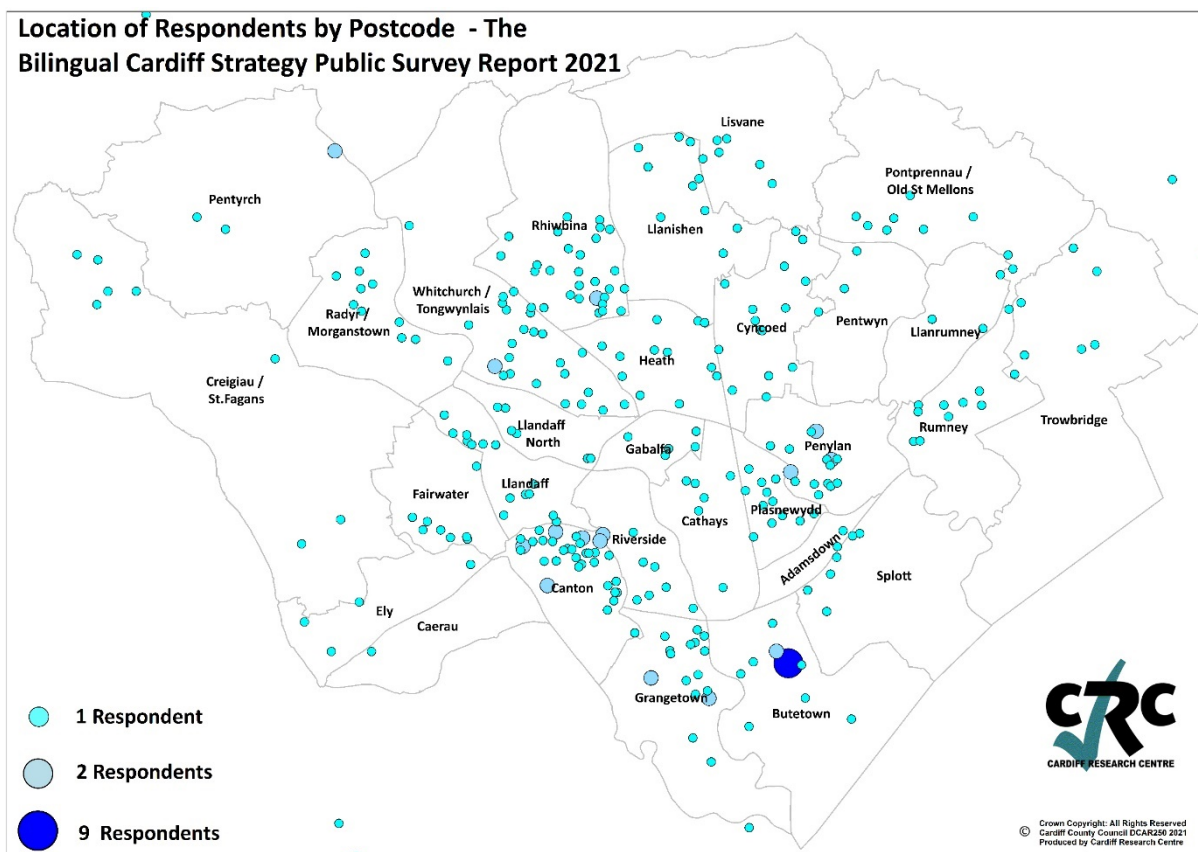 Location of Respondents by Postcode - The
Bilingual Cardiff Strategy Public Survey Report 2021
Lisvane
Pontprennau /
Old St Mellons
Pentyrch
Rhiwbina
Llanishen
Whitchurch /
Tongwynlais
Radyr /
Morganstown
Cyncoed
Pentwyn
Llanrumney
Heath
Creigiau /
St.Fagans
Trowbridge
Rumney
Llandaff
North
Gabalfa
Penylan
Llandaff
Fairwater
Plasnewydd
Cathays
Riverside
Adamsdown
Splott
Canton
Ely
Caerau
Grangetown
Butetown
1 Respondent
2 Respondents
9 Respondents
CRC
CARDIFF RESEARCH CENTRE
Crown Copyright: All Rights Reserved
© Cardiff County Council DCAR250 2021
Produced by Cardiff Research Centre